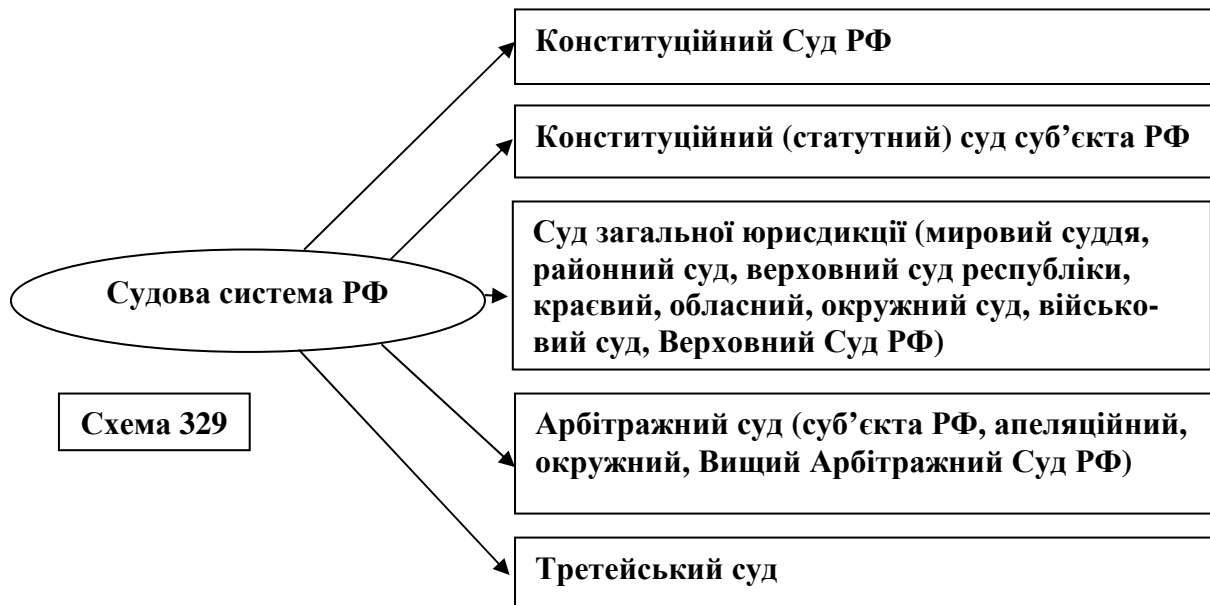 Конституційний Суд РФ
Конституційний (статутний) суд суб’єкта РФ
Суд загальної юрисдикції (мировий суддя,
районний суд, верховний суд республіки,
краєвий, обласний, окружний суд, військо-
вий суд, Верховний Суд РФ)
Судова система РФ
Схема 329
Арбітражний суд (суб’єкта РФ, апеляційний,
окружний, Вищий Арбітражний Суд РФ)
Третейський суд